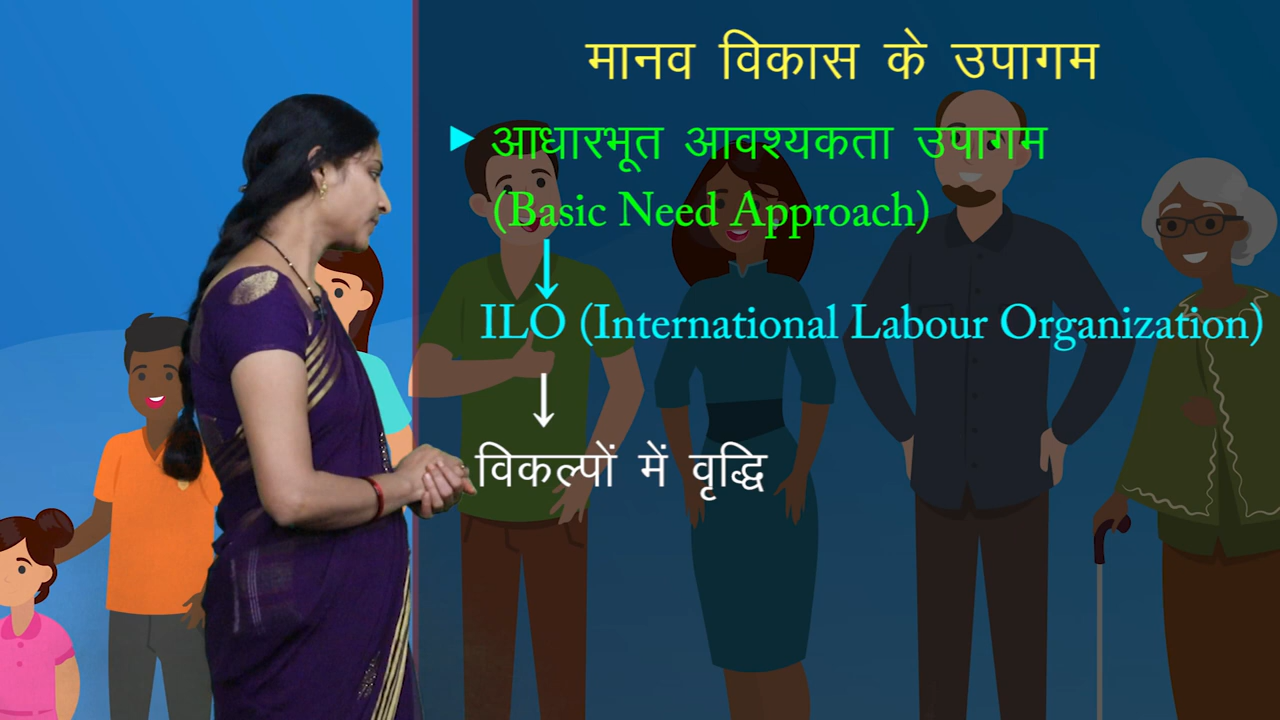 मानव विकास के उपागम
आधारभूत आवश्यकता उपागम
(Basic Need Approach)
ILO (International Labour Organization)
विकल्पों में वृद्धि